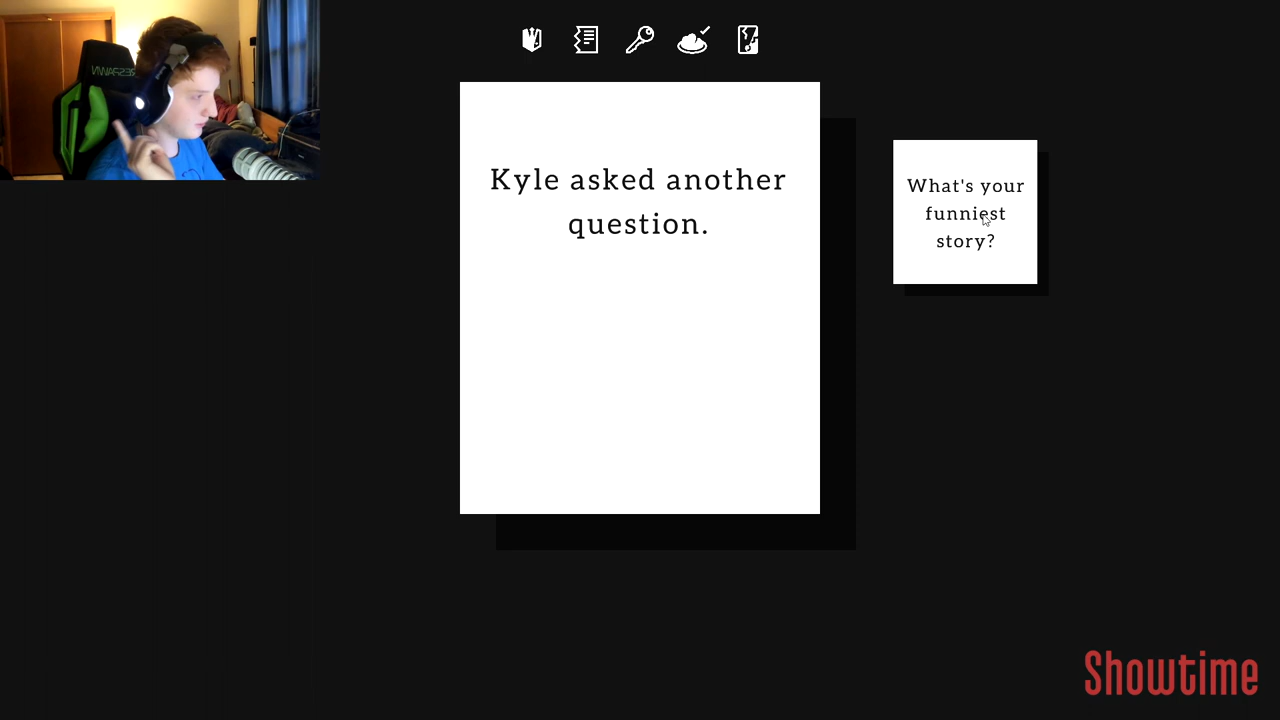 Kyle asked another
question.
What's your
funniest
story?
Showtime